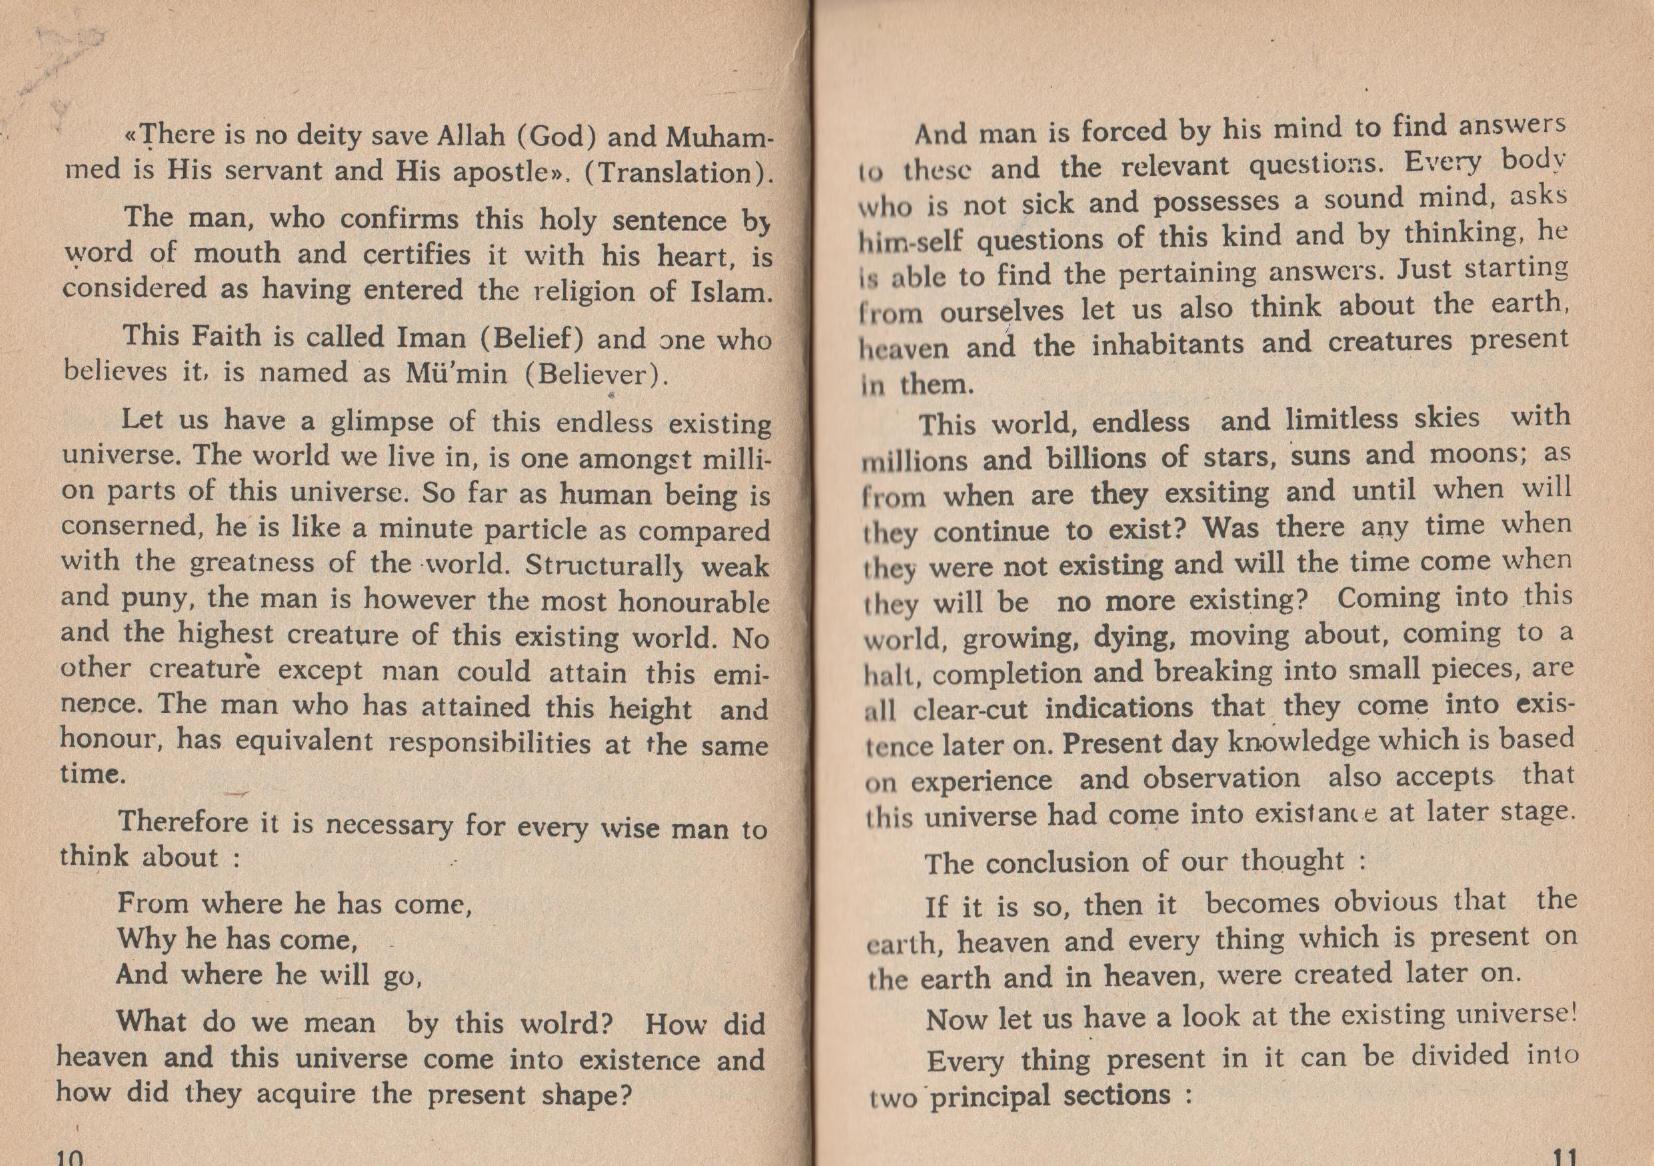 «There is no deity save Allah (God) and Muham-
med is His servant and His apostle». (Translation).
The man, who confirms this holy sentence by
word of mouth and certifies it with his heart, is
considered as having entered the religion of Islam.
This Faith is called Iman (Belief) and one who
believes it, is named as Mü'min (Believer).
Let us have a glimpse of this endless existing
universe. The world we live in, is one amongst milli-
on parts of this universe. So far as human being is
conserned, he is like a minute particle as compared
with the greatness of the world. Structurally weak
and puny, the man is however the most honourable
and the highest creature of this existing world. No
other creature except man could attain this emi-
nence. The man who has attained this height and
honour, has equivalent responsibilities at the same
time.
Therefore it is necessary for every wise man to
think about :
From where he has come,
Why he has come,
And where he will go,
What do we mean by this wolrd? How did
heaven and this universe come into existence and
how did they acquire the present shape?
10
And man is forced by his mind to find answers
to these and the relevant questions. Every body
who is not sick and possesses a sound mind, asks
him-self questions of this kind and by thinking, he
is able to find the pertaining answers. Just starting
from ourselves let us also think about the earth,
heaven and the inhabitants and creatures present
in them.
This world, endless and limitless skies with
millions and billions of stars, suns and moons; as
from when are they exsiting and until when will
they continue to exist? Was there any time when
they were not existing and will the time come when
they will be no more existing? Coming into this
world, growing, dying, moving about, coming to a
halt, completion and breaking into small pieces, are
all clear-cut indications that they come into exis-
tence later on. Present day knowledge which is based
on experience and observation also accepts that
this universe had come into existance at later stage.
The conclusion of our thought :
If it is so, then it becomes obvious that the
earth, heaven and every thing which is present on
the earth and in heaven, were created later on.
Now let us have a look at the existing universe!
Every thing present in it can be divided into
two principal sections :
11